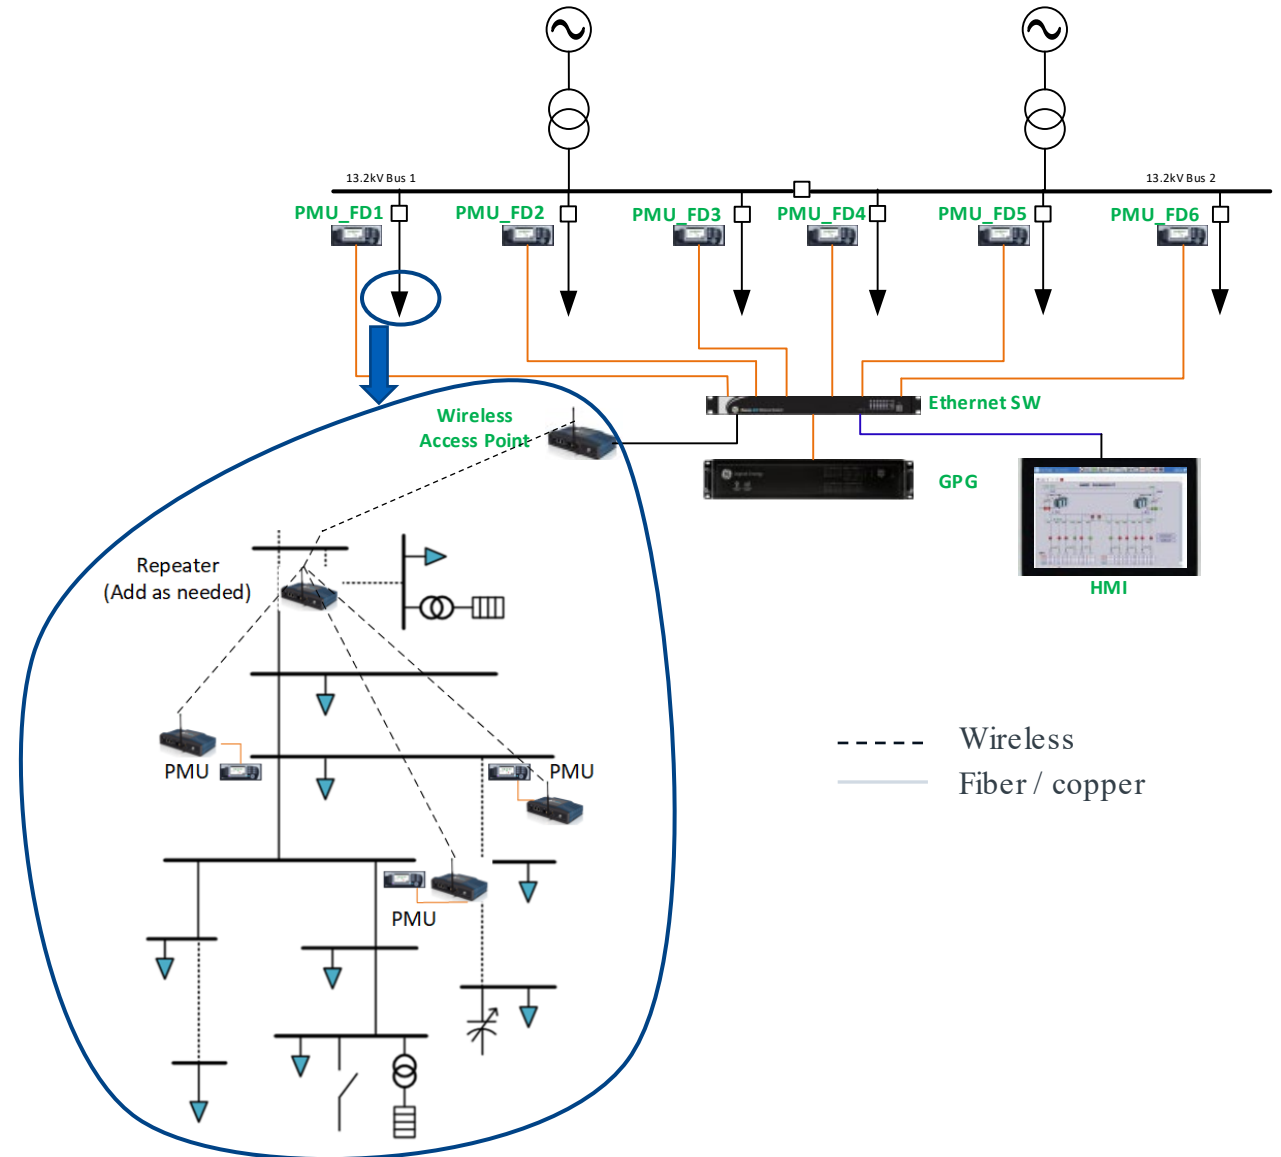 13.2kV Bus 1
13.2kV Bus 2
PMU_FD1
PMU_FD2
PMU_FD3
PMU_FD4
PMU_FD5
PMU_FD6
Ethernet SW
Wireless
Access Point
GPG
HMI
Repeater
(Add as needed)
PMU
PMU
PMU
Wireless
Fiber / copper